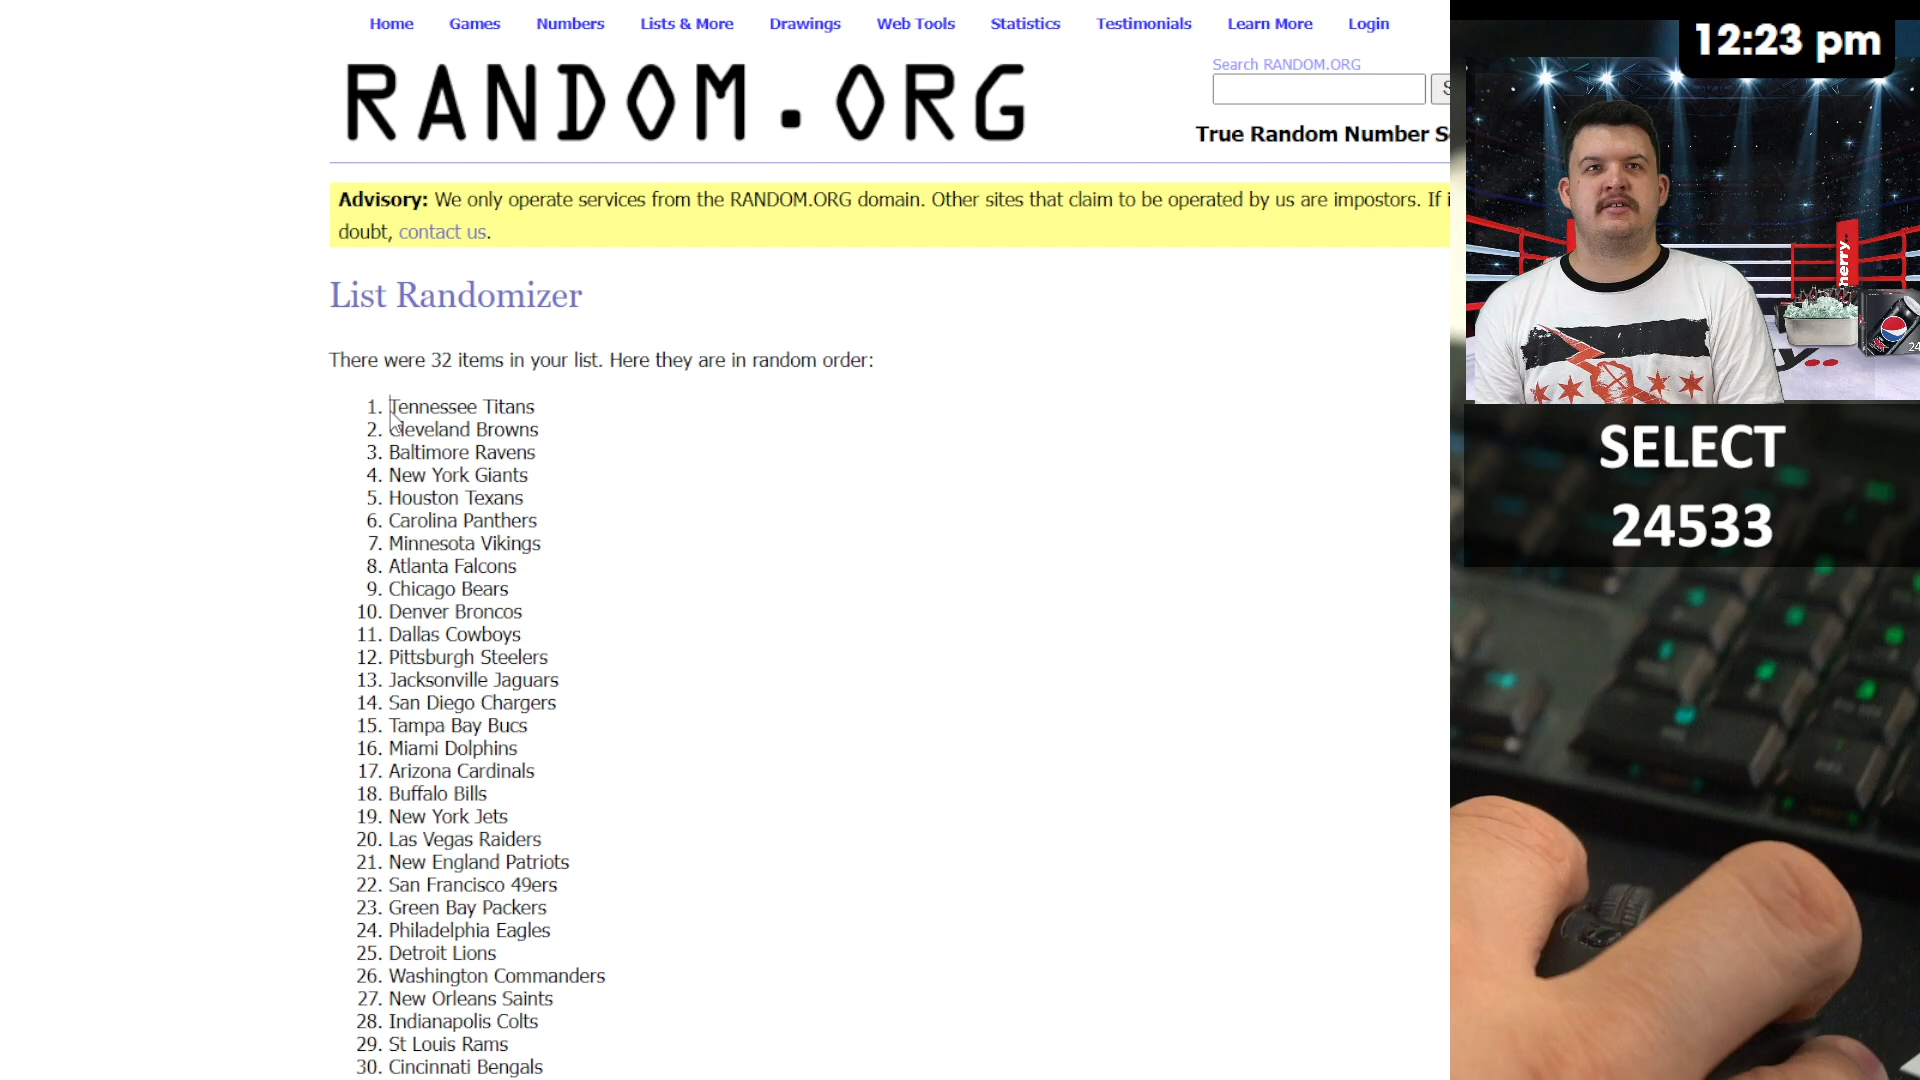 Home Games Numbers Lists & More Drawings Web Tools Statistics Testimonials Learn More Login
RANDOM.ORG
Search RANDOM.ORG
S
True Random Number S
Advisory: We only operate services from the RANDOM.ORG domain. Other sites that claim to be operated by us are impostors. If i
doubt, contact us.
List Randomizer
There were 32 items in your list. Here they are in random order:
1. Tennessee Titans
2. Cleveland Browns
3. Baltimore Ravens
4. New York Giants
5. Houston Texans
6. Carolina Panthers
7. Minnesota Vikings
8. Atlanta Falcons
9. Chicago Bears
10. Denver Broncos
11. Dallas Cowboys
12. Pittsburgh Steelers
13. Jacksonville Jaguars
14. San Diego Chargers
15. Tampa Bay Bucs
16. Miami Dolphins
17. Arizona Cardinals
18. Buffalo Bills
19. New York Jets
20. Las Vegas Raiders
21. New England Patriots
22. San Francisco 49ers
23. Green Bay Packers
24. Philadelphia Eagles
25. Detroit Lions
26. Washington Commanders
27. New Orleans Saints
28. Indianapolis Colts
29. St Louis Rams
30. Cincinnati Bengals
12:23 pm
herry..
24
y..
SELECT
24533